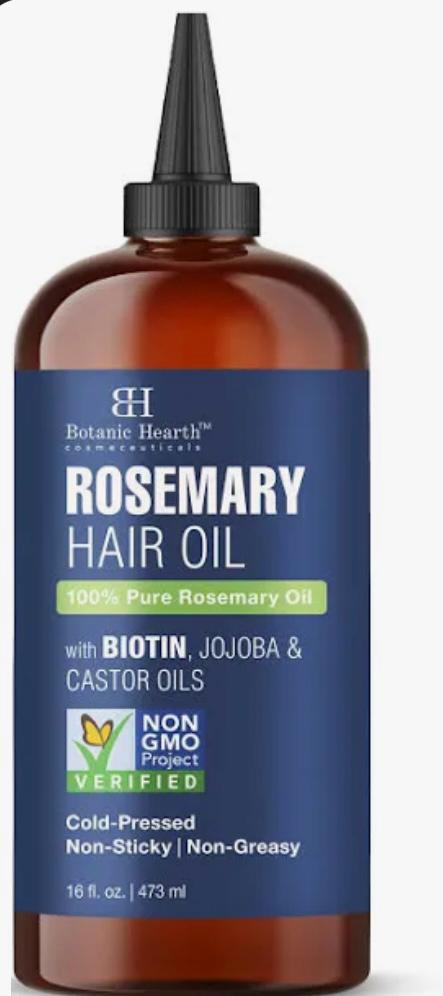 BH
Botanic Hearth™
cosmeceuticals
ROSEMARY
HAIR OIL
100% Pure Rosemary Oil
with BIOTIN, JOJOBA &
CASTOR OILS
NON
GMO
Project
VERIFIED
Cold-Pressed
Non-Sticky | Non-Greasy
16 fl. oz. | 473 ml